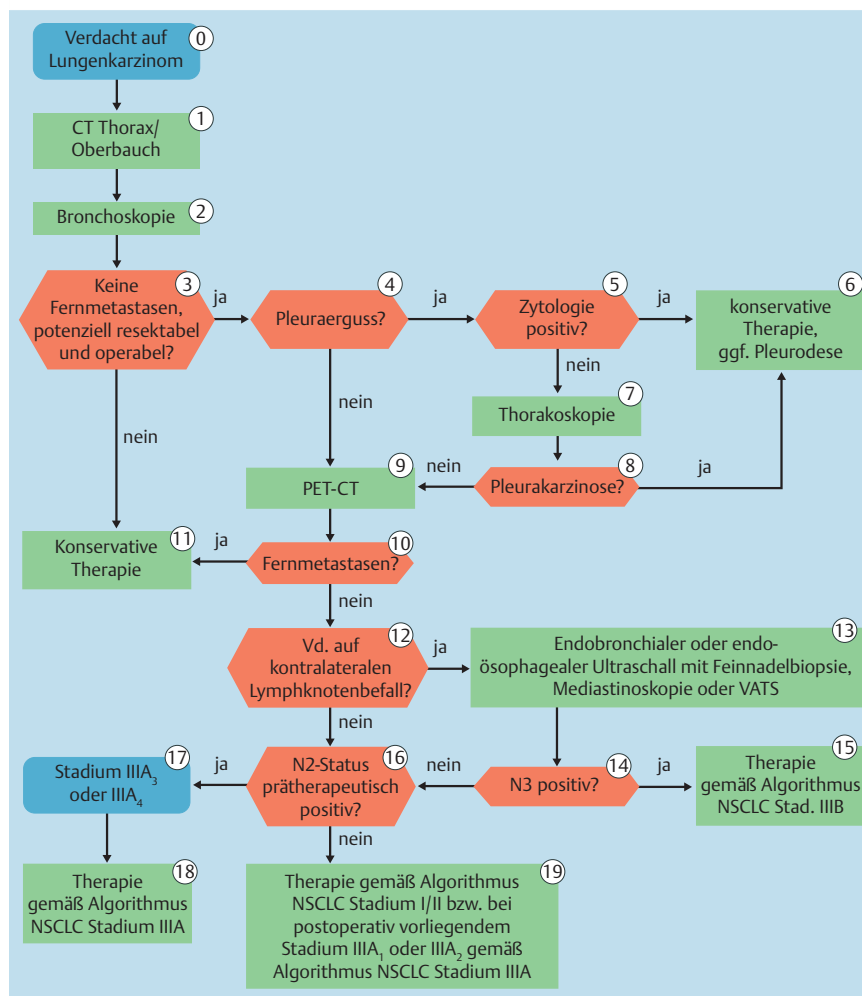 0
Verdacht auf
Lungenkarzinom
1
CT Thorax/
Oberbauch
2
Bronchoskopie
3
Keine
Fernmetastasen,
potenziell resektabel
und operabel?
ja
4
Pleuraerguss?
ja
5
Zytologie
positiv?
ja
6
konservative
Therapie,
ggf. Pleurodese
nein
7
Thorakoskopie
nein
nein
8
Pleurakarzinose?
ja
nein
9
PET-CT
11
Konservative
Therapie
ja
10
Fernmetastasen?
nein
12
Vd. auf
kontralateralen
Lymphknotenbefall?
ja
13
Endobronchialer oder endo-
ösophagealer Ultraschall mit Feinnadelbiopsie,
Mediastinoskopie oder VATS
nein
17
Stadium IIIA₃
oder IIIA₄
ja
16
N2-Status
prätherapeutisch
positiv?
nein
14
N3 positiv?
ja
15
Therapie
gemäß Algorithmus
NSCLC Stad. IIIB
nein
18
Therapie
gemäß Algorithmus
NSCLC Stadium IIIA
19
Therapie gemäß Algorithmus
NSCLC Stadium I/II bzw. bei
postoperativ vorliegendem
Stadium IIIA₁ oder IIIA₂ gemäß
Algorithmus NSCLC Stadium IIIA